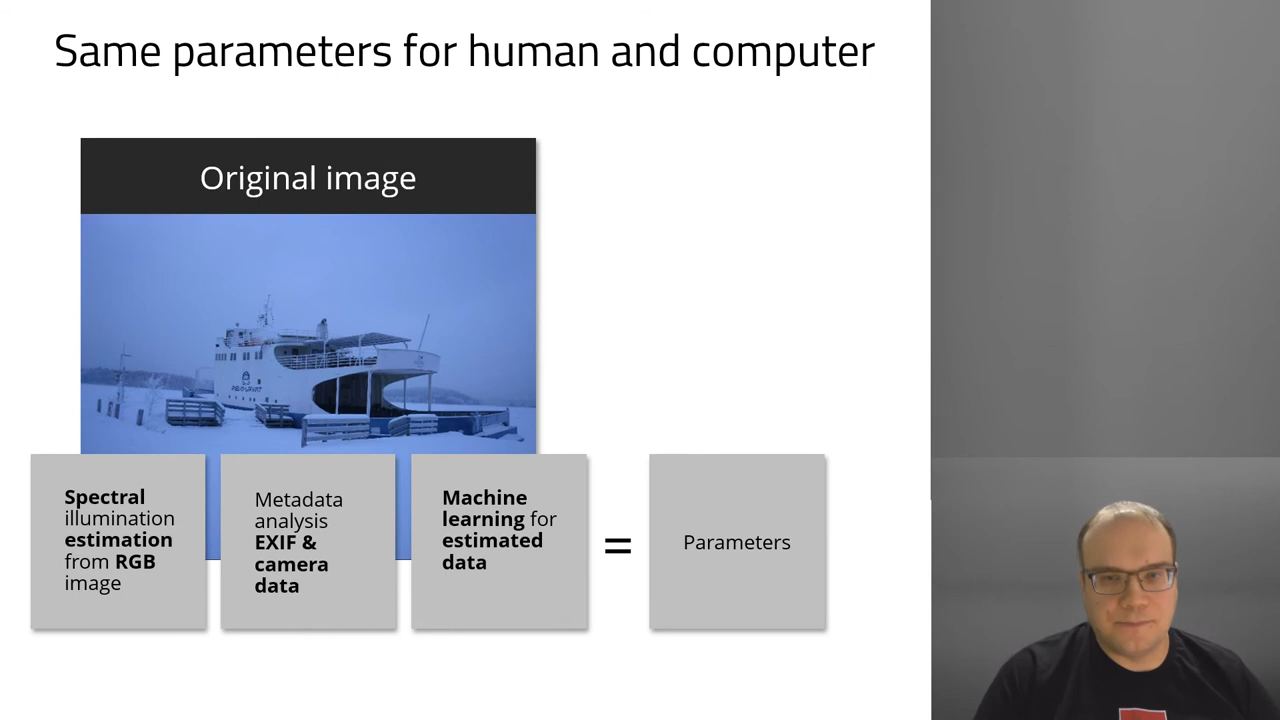 Same parameters for human and computer
Original image
Spectral
illumination
estimation
from RGB
image
Metadata
analysis
EXIF &
camera
data
Machine
learning for
estimated
data
=
Parameters